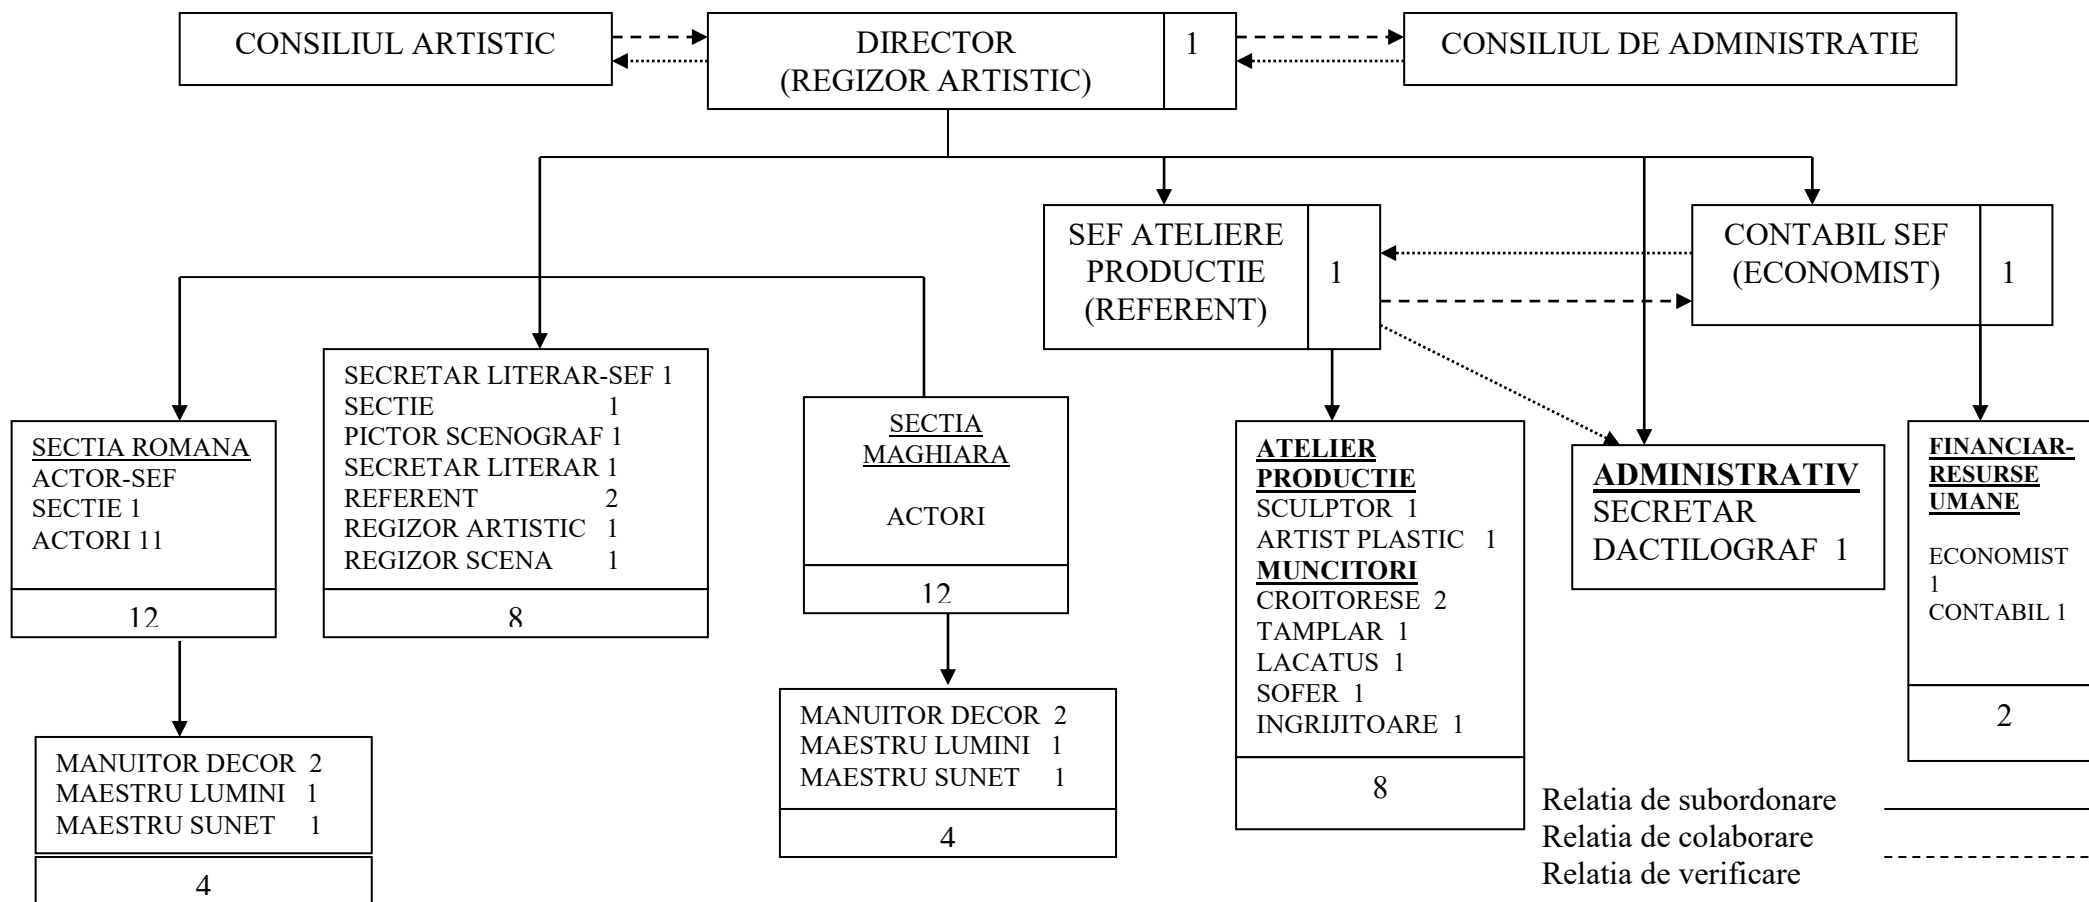 CONSILIUL ARTISTIC
DIRECTOR
(REGIZOR ARTISTIC)
1
CONSILIUL DE ADMINISTRATIE
SEF ATELIERE
PRODUCTIE
(REFERENT)
1
CONTABIL SEF
(ECONOMIST)
1
SECTIA ROMANA
ACTOR-SEF
SECTIE 1
ACTORI 11
12
SECRETAR LITERAR-SEF 1
SECTIE 1
PICTOR SCENOGRAF 1
SECRETAR LITERAR 1
REFERENT 2
REGIZOR ARTISTIC 1
REGIZOR SCENA 1
8
SECTIA
MAGHIARA
ACTORI
12
ATELIER
PRODUCTIE
SCULPTOR 1
ARTIST PLASTIC 1
MUNCITORI
CROITORESE 2
TAMPLAR 1
LACATUS 1
SOFER 1
INGRIJITOARE 1
8
ADMINISTRATIV
SECRETAR
DACTILOGRAF 1
FINANCIAR-
RESURSE
UMANE
ECONOMIST
1
CONTABIL 1
2
MANUITOR DECOR 2
MAESTRU LUMINI 1
MAESTRU SUNET 1
4
MANUITOR DECOR 2
MAESTRU LUMINI 1
MAESTRU SUNET 1
4
Relatia de subordonare
Relatia de colaborare
Relatia de verificare